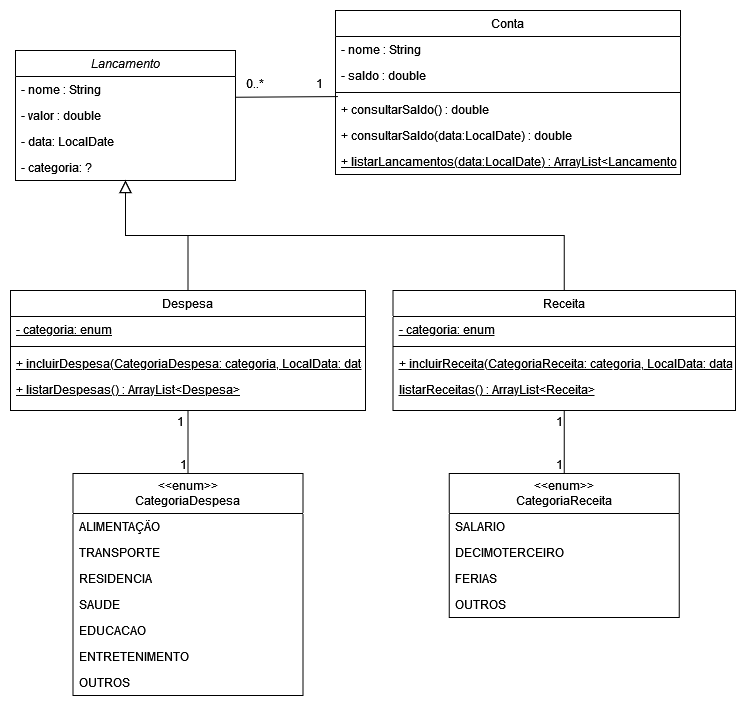 Conta
- nome : String
- saldo : double
+ consultarSaldo() : double
+ consultarSaldo(data:LocalDate) : double
+ listarLancamentos(data:LocalDate) : ArrayList<Lancamento
Lancamento
- nome : String
- valor : double
- data: LocalDate
- categoria: ?
0..*
1
Despesa
- categoria: enum
+ incluirDespesa(CategoriaDespesa: categoria, LocalData: dat
+ listarDespesas() : ArrayList<Despesa>
Receita
- categoria: enum
+ incluirReceita(CategoriaReceita: categoria, LocalData: data
listarReceitas() : ArrayList<Receita>
1
1
1
1
<<enum>>
CategoriaDespesa
ALIMENTAÇÃO
TRANSPORTE
RESIDENCIA
SAUDE
EDUCACAO
ENTRETENIMENTO
OUTROS
<<enum>>
CategoriaReceita
SALARIO
DECIMOTERCEIRO
FERIAS
OUTROS